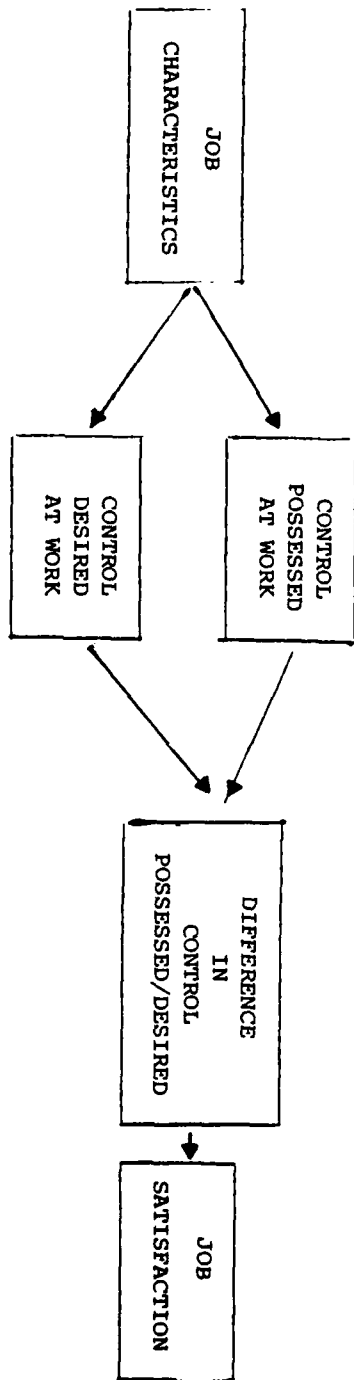 JOB
CHARACTERISTICS
CONTROL
POSSESSED
AT WORK
CONTROL
DESIRED
AT WORK
DIFFERENCE
IN
CONTROL
POSSESSED/DESIRED
JOB
SATISFACTION